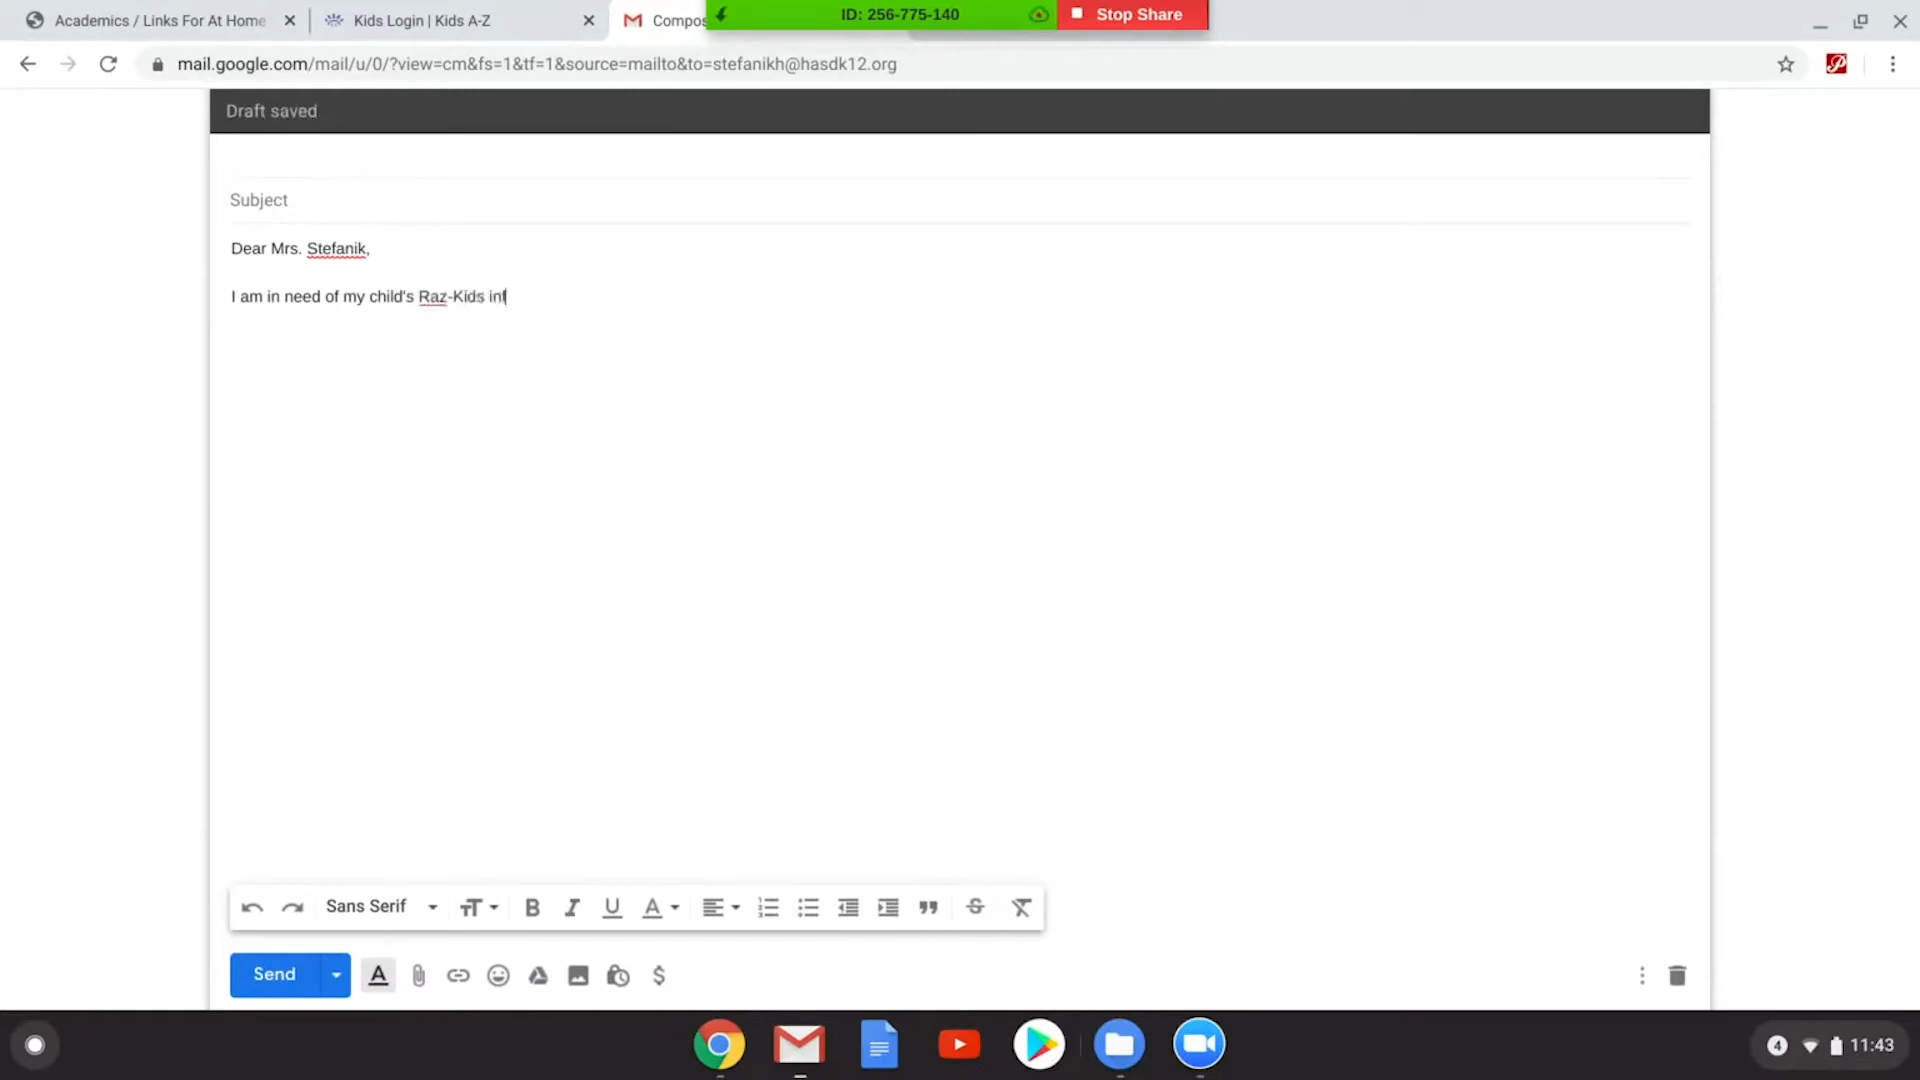 Academics / Links For At Home
Kids Login | Kids A-Z
Compos
ID: 256-775-140
Stop Share
mail.google.com/mail/u/0/?view=cm&fs=1&tf=1&source=mailto&to=stefanikh@hasdk12.org
Draft saved
Subject
Dear Mrs. Stefanik,
I am in need of my child's Raz-Kids inf
Sans Serif
Send
4
11:43